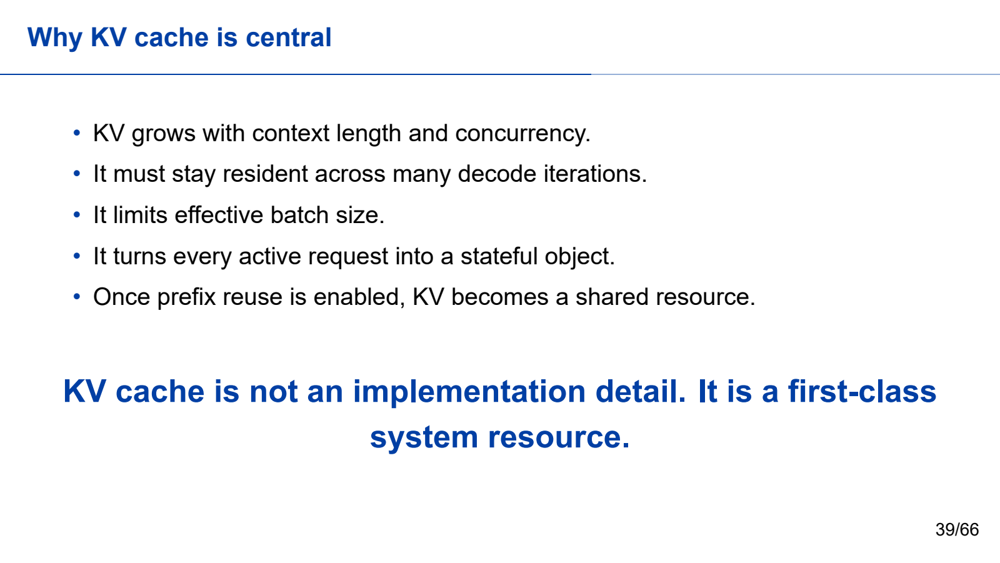 Why KV cache is central
• KV grows with context length and concurrency.
• It must stay resident across many decode iterations.
• It limits effective batch size.
• It turns every active request into a stateful object.
• Once prefix reuse is enabled, KV becomes a shared resource.
KV cache is not an implementation detail. It is a first-class
system resource.
39/66